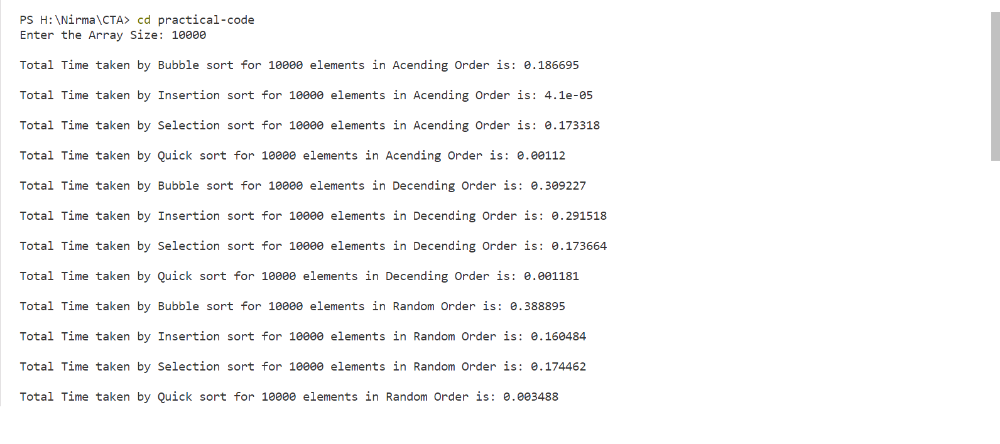 PS H:\Nirma\CTA> cd practical-code
Enter the Array Size: 10000
Total Time taken by Bubble sort for 10000 elements in Acending Order is: 0.186695
Total Time taken by Insertion sort for 10000 elements in Acending Order is: 4.1e-05
Total Time taken by Selection sort for 10000 elements in Acending Order is: 0.173318
Total Time taken by Quick sort for 10000 elements in Acending Order is: 0.00112
Total Time taken by Bubble sort for 10000 elements in Decending Order is: 0.309227
Total Time taken by Insertion sort for 10000 elements in Decending Order is: 0.291518
Total Time taken by Selection sort for 10000 elements in Decending Order is: 0.173664
Total Time taken by Quick sort for 10000 elements in Decending Order is: 0.001181
Total Time taken by Bubble sort for 10000 elements in Random Order is: 0.388895
Total Time taken by Insertion sort for 10000 elements in Random Order is: 0.160484
Total Time taken by Selection sort for 10000 elements in Random Order is: 0.174462
Total Time taken by Quick sort for 10000 elements in Random Order is: 0.003488